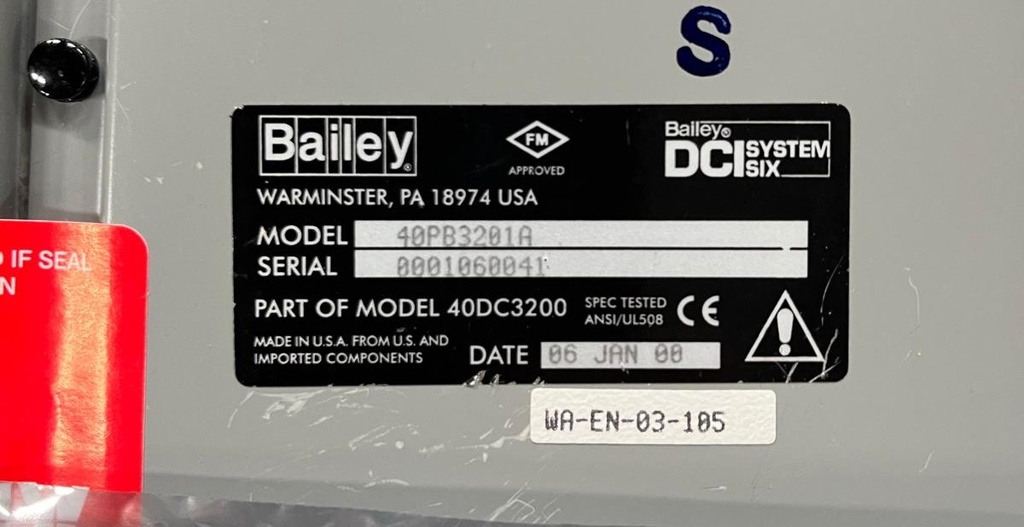 S
Bailey®
FM
APPROVED
Bailey®
DCI SYSTEM SIX
WARMINSTER, PA 18974 USA
MODEL 40PB3201A
SERIAL 0001060041
PART OF MODEL 40DC3200
SPEC TESTED
ANSI/UL508
CE
MADE IN U.S.A. FROM U.S. AND
IMPORTED COMPONENTS
DATE 06 JAN 00
!
WA-EN-03-105
IF SEAL
N